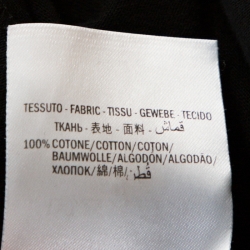 TESSUTO - FABRIC - TISSU - GEWEBE - TECIDO
ТКАНЬ - 表地 - 面料 - قماش
100% COTONE/COTTON/COTON/
BAUMWOLLE/ALGODÓN/ALGODÃO/
ХЛОПОК/綿/棉/قطن